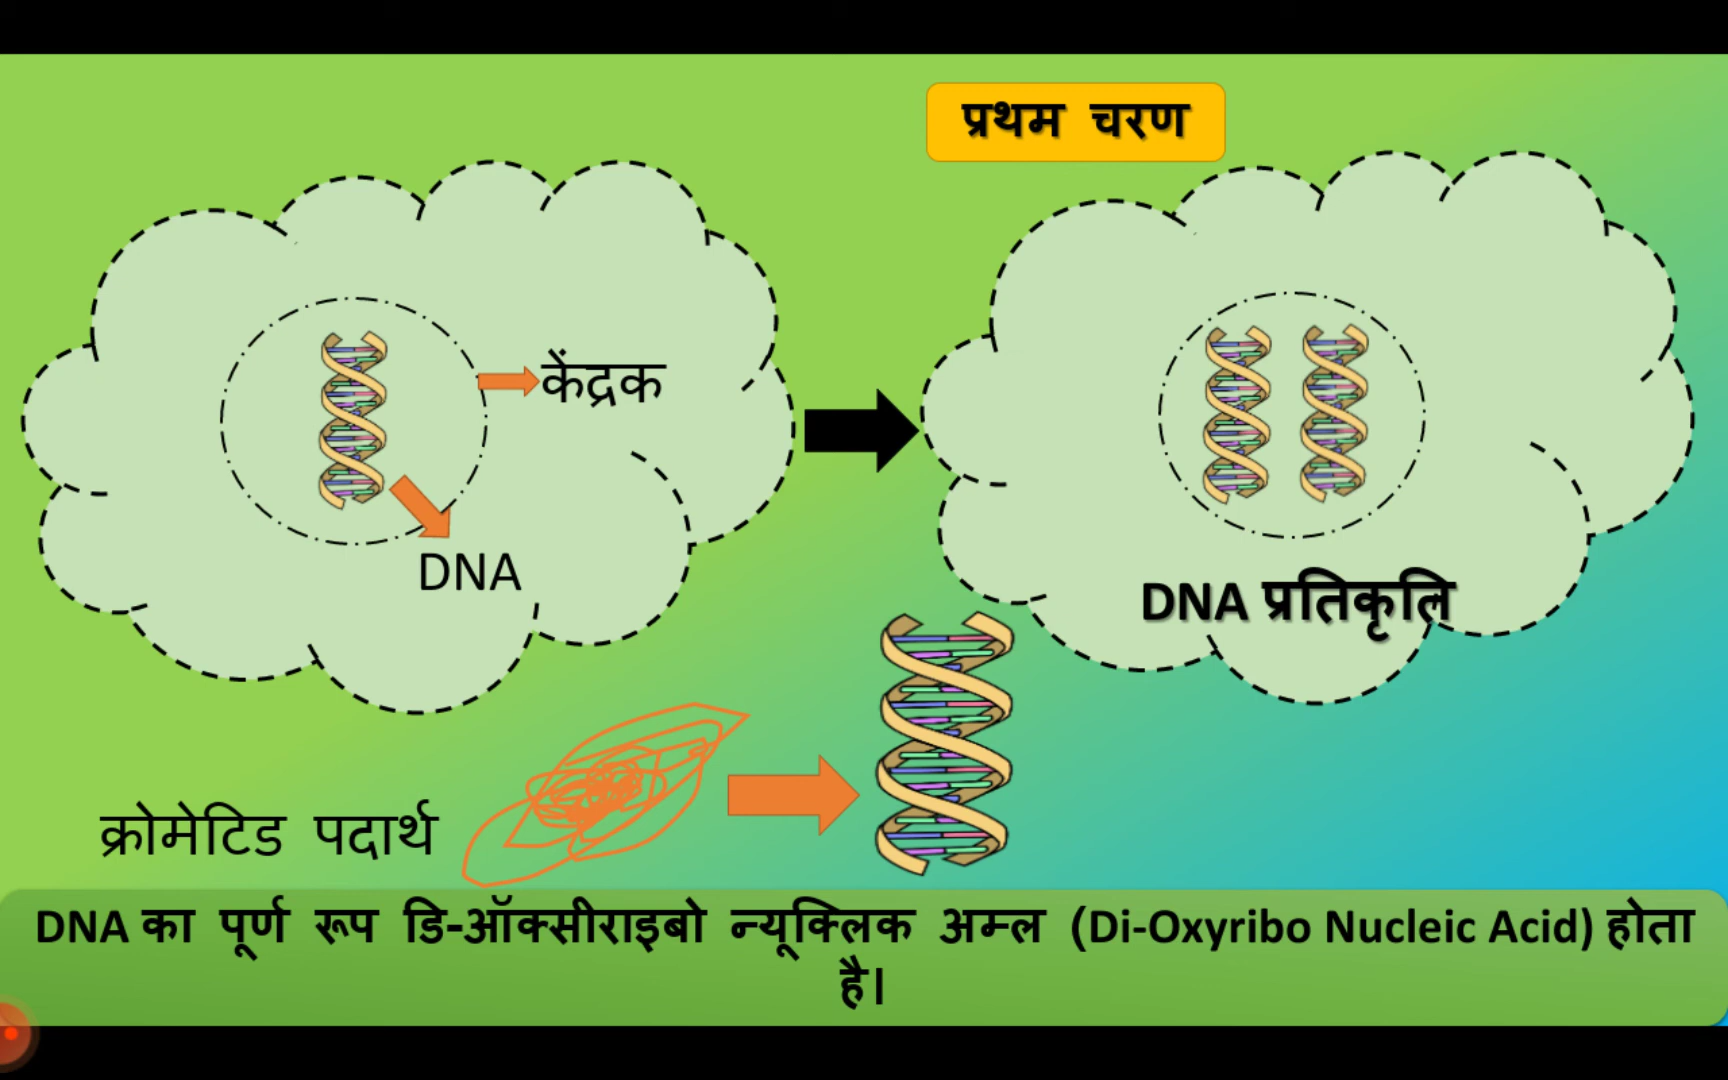 प्रथम चरण
केंद्रक
DNA
DNA प्रतिकृति
क्रोमेटिड पदार्थ
DNA का पूर्ण रूप डि-ऑक्सीराइबो न्यूक्लिक अम्ल (Di-Oxyribo Nucleic Acid) होता
है।